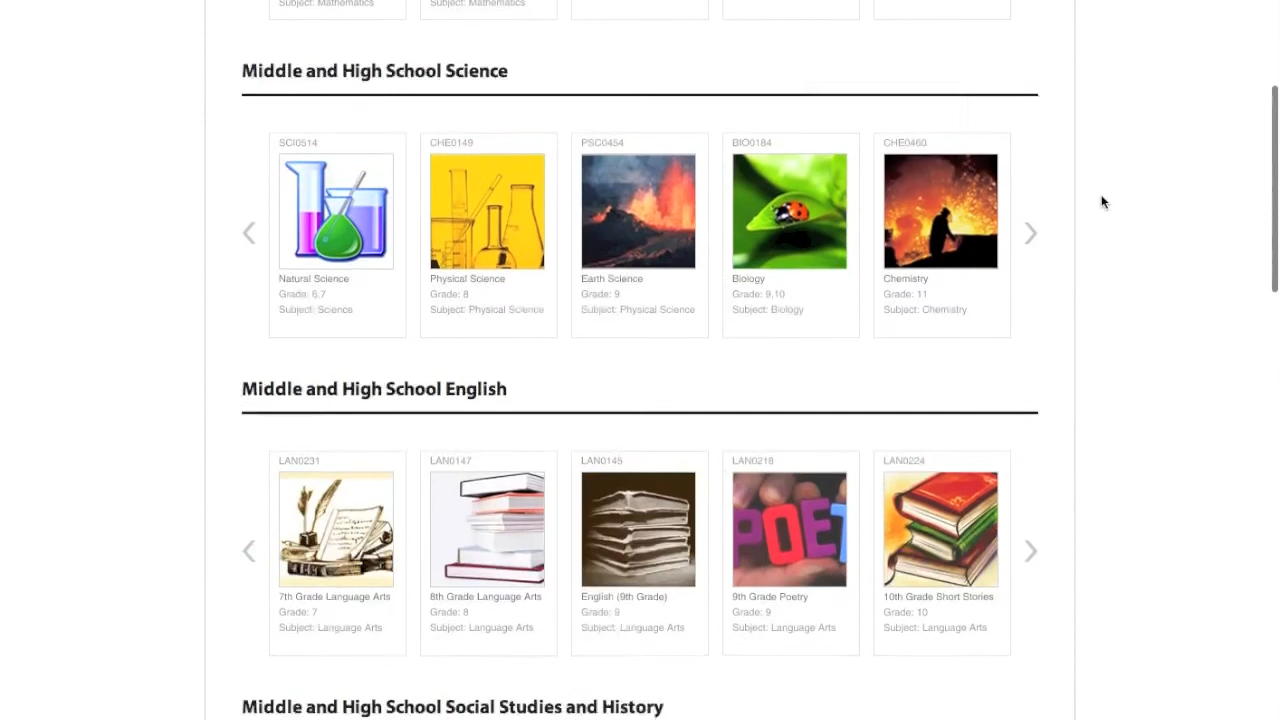 Subject: Mathematics
Subject: Mathematics
Middle and High School Science
SCI0514
CHE0149
PSC0454
BIO0184
CHE0460
Natural Science
Physical Science
Earth Science
Biology
Chemistry
Grade: 6,7
Grade: 8
Grade: 9
Grade: 9,10
Grade: 11
Subject: Science
Subject: Physical Science
Subject: Physical Science
Subject: Biology
Subject: Chemistry
Middle and High School English
LAN0231
LAN0147
LAN0145
LAN0218
LAN0224
POET
7th Grade Language Arts
8th Grade Language Arts
English (9th Grade)
9th Grade Poetry
10th Grade Short Stories
Grade: 7
Grade: 8
Grade: 9
Grade: 9
Grade: 10
Subject: Language Arts
Subject: Language Arts
Subject: Language Arts
Subject: Language Arts
Subject: Language Arts
Middle and High School Social Studies and History